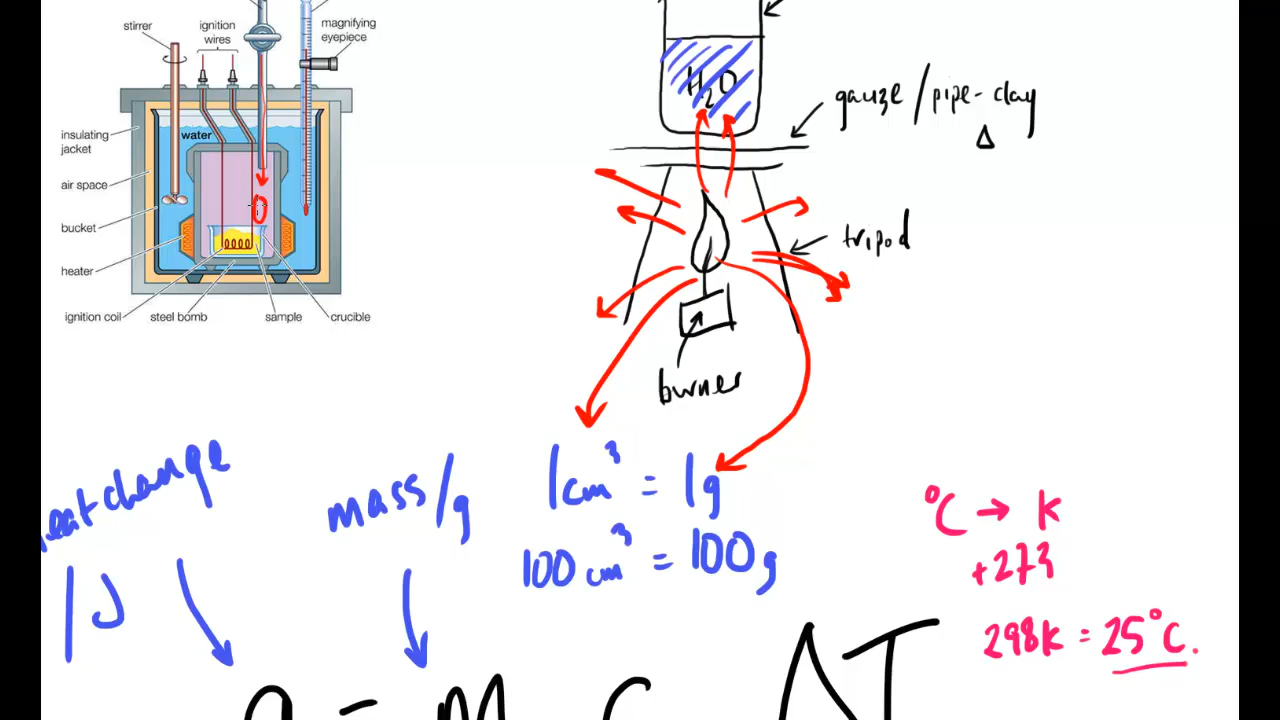 stirrer
ignition
wires
magnifying
eyepiece
insulating
jacket
water
air space
bucket
heater
ignition coil
steel bomb
sample
crucible
H2O
gauze/pipe-clay
Δ
tripod
burner
heat change
/J
mass/g
1cm³ = 1g
100cm³ = 100g
°C → K
+273
298K = 25°C.
q = m c ΔT